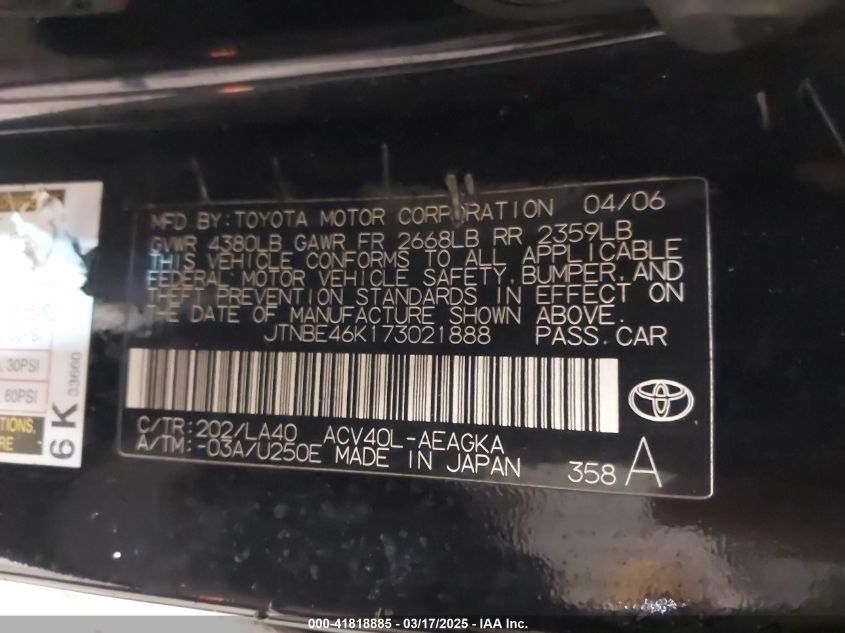 MFD BY: TOYOTA MOTOR CORPORATION 04/06
GVWR 4380LB GAWR FR 2668LB RR 2359LB
THIS VEHICLE CONFORMS TO ALL APPLICABLE
FEDERAL MOTOR VEHICLE SAFETY, BUMPER, AND
THEFT PREVENTION STANDARDS IN EFFECT ON
THE DATE OF MANUFACTURE SHOWN ABOVE.
JTNBE46K173021888 PASS. CAR
C/TR: 202/LA40 ACV40L-AEAGKA
A/TM: -03A/U250E MADE IN JAPAN 358 A
30PSI
60PSI
TIONS,
RE
6K 33660
000-41818885 - 03/17/2025 - IAA Inc.